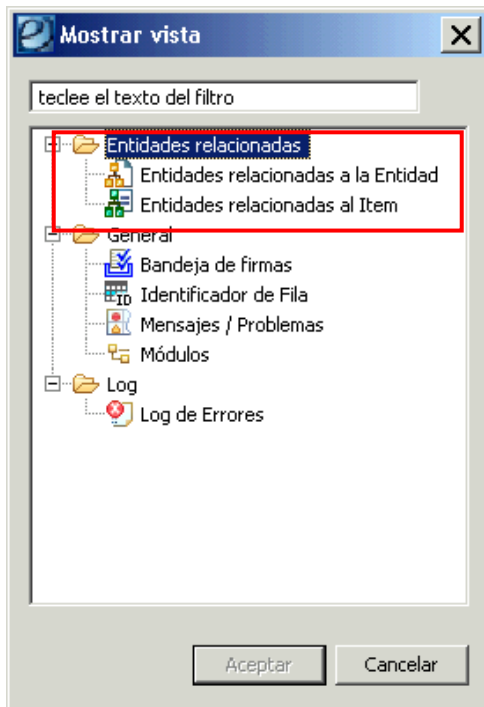 Mostrar vista
teclee el texto del filtro
Entidades relacionadas
Entidades relacionadas a la Entidad
Entidades relacionadas al Item
General
Bandeja de firmas
ID Identificador de Fila
Mensajes / Problemas
Módulos
Log
Log de Errores
Aceptar Cancelar